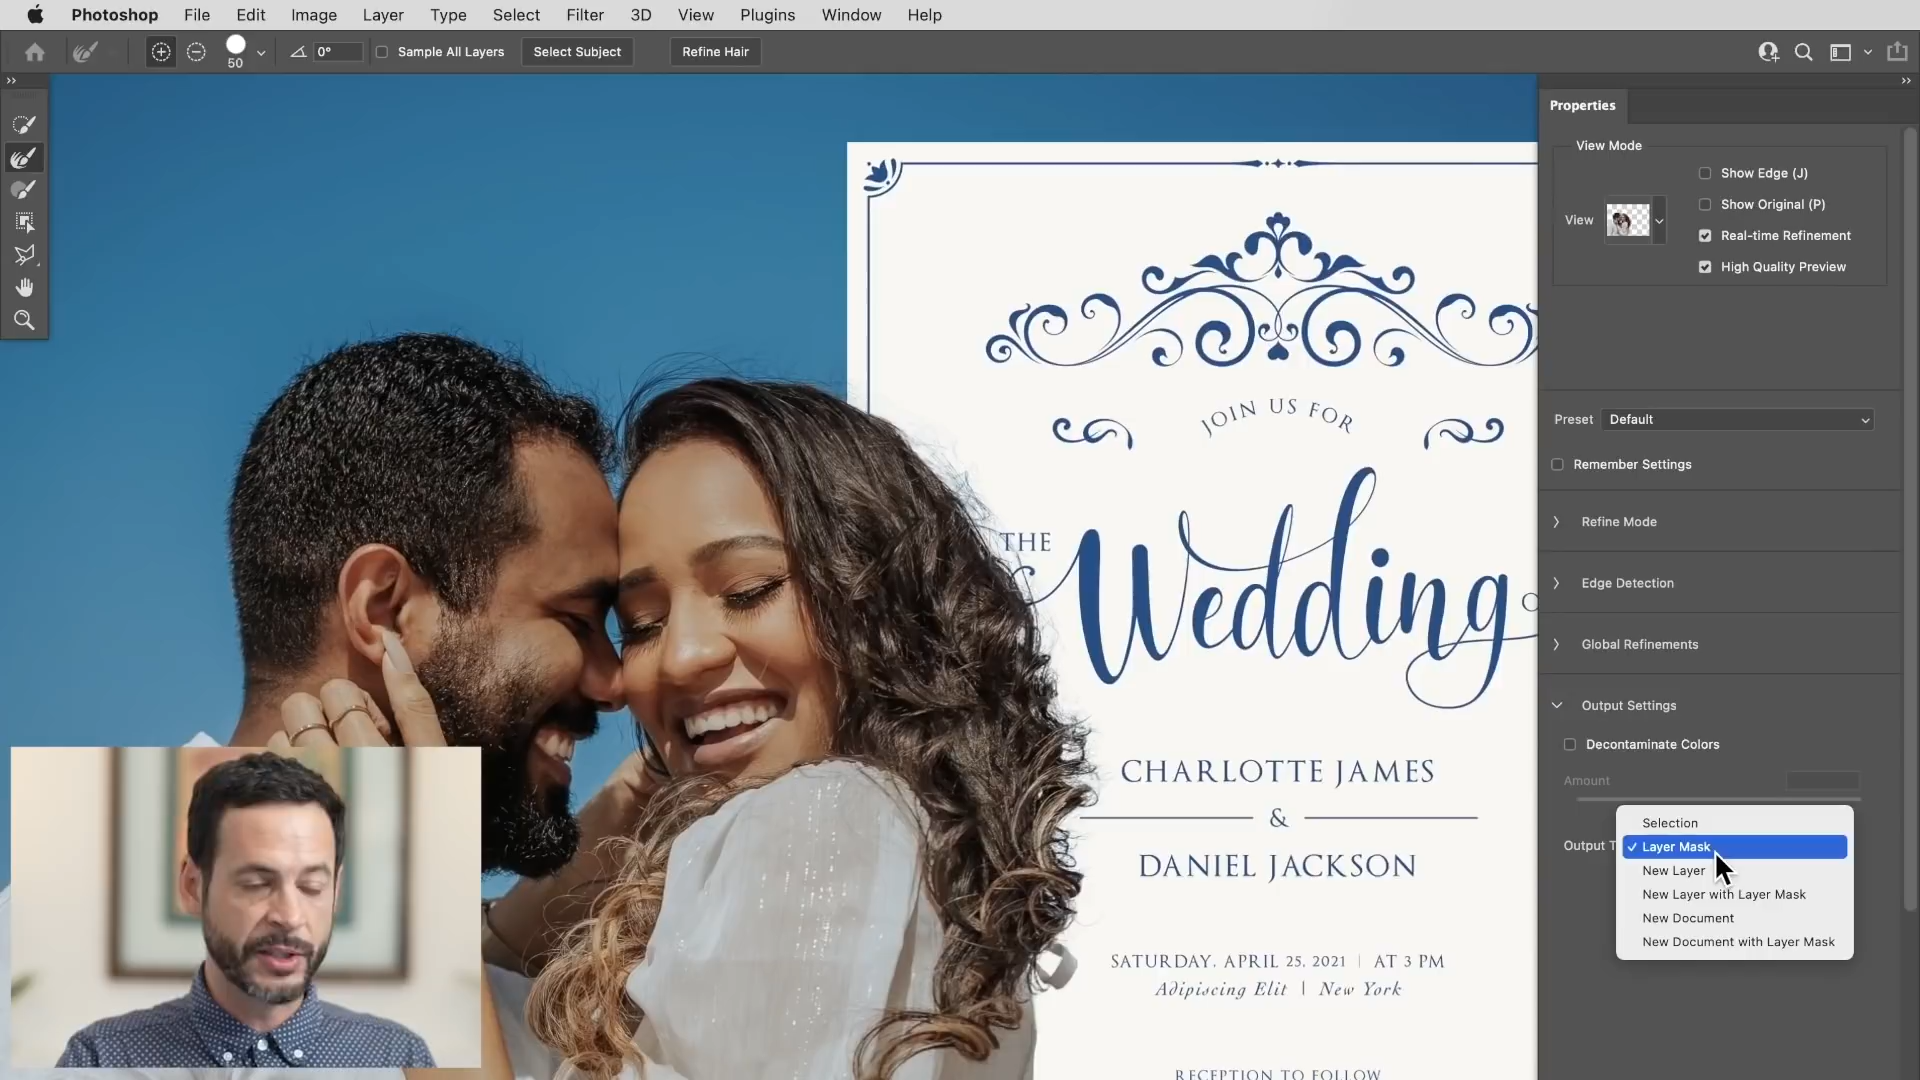 Photoshop File Edit Image Layer Type Select Filter 3D View Plugins Window Help
50 0° Sample All Layers Select Subject Refine Hair
Properties
View Mode
Show Edge (J)
Show Original (P)
View
Real-time Refinement
High Quality Preview
Preset Default
Remember Settings
Refine Mode
Edge Detection
Global Refinements
Output Settings
Decontaminate Colors
Amount
Output T
Selection
✓ Layer Mask
New Layer
New Layer with Layer Mask
New Document
New Document with Layer Mask
JOIN US FOR
THE Wedding O
CHARLOTTE JAMES
&
DANIEL JACKSON
SATURDAY, APRIL 25, 2021 | AT 3 PM
Adipiscing Elit | New York
RECEPTION TO FOLLOW